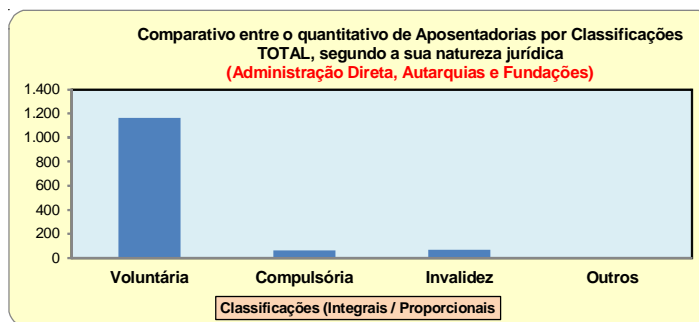 Comparativo entre o quantitativo de Aposentadorias por Classificações
TOTAL, segundo a sua natureza jurídica
(Administração Direta, Autarquias e Fundações)
1.400
1.200
1.000
800
600
400
200
0
Voluntária Compulsória Invalidez Outros
Classificações (Integrais / Proporcionais